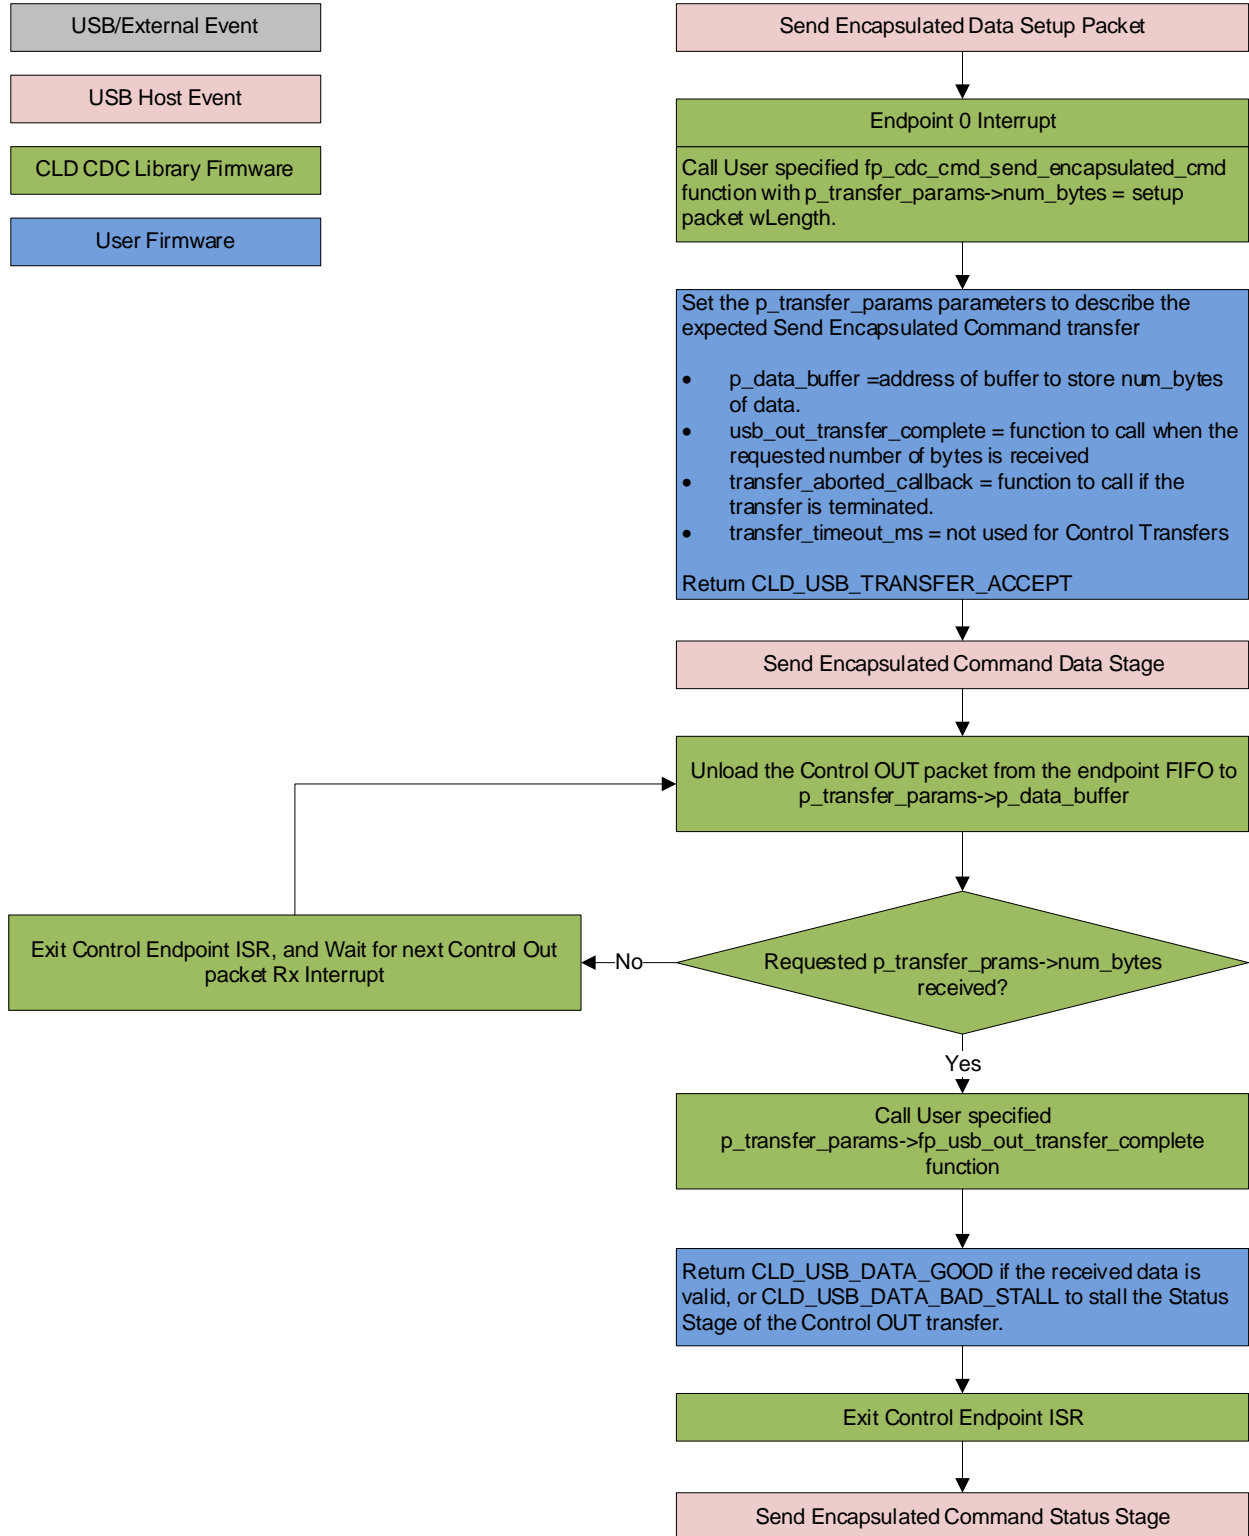 USB/External Event
USB Host Event
CLD CDC Library Firmware
User Firmware
Send Encapsulated Data Setup Packet
Endpoint 0 Interrupt
Call User specified fp_cdc_cmd_send_encapsulated_cmd
function with p_transfer_params->num_bytes = setup
packet wLength.
Set the p_transfer_params parameters to describe the
expected Send Encapsulated Command transfer
• p_data_buffer =address of buffer to store num_bytes
of data.
• usb_out_transfer_complete = function to call when the
requested number of bytes is received
• transfer_aborted_callback = function to call if the
transfer is terminated.
• transfer_timeout_ms = not used for Control Transfers
Return CLD_USB_TRANSFER_ACCEPT
Send Encapsulated Command Data Stage
Unload the Control OUT packet from the endpoint FIFO to
p_transfer_params->p_data_buffer
Exit Control Endpoint ISR, and Wait for next Control Out
packet Rx Interrupt
No
Requested p_transfer_prams->num_bytes
received?
Yes
Call User specified
p_transfer_params->fp_usb_out_transfer_complete
function
Return CLD_USB_DATA_GOOD if the received data is
valid, or CLD_USB_DATA_BAD_STALL to stall the Status
Stage of the Control OUT transfer.
Exit Control Endpoint ISR
Send Encapsulated Command Status Stage